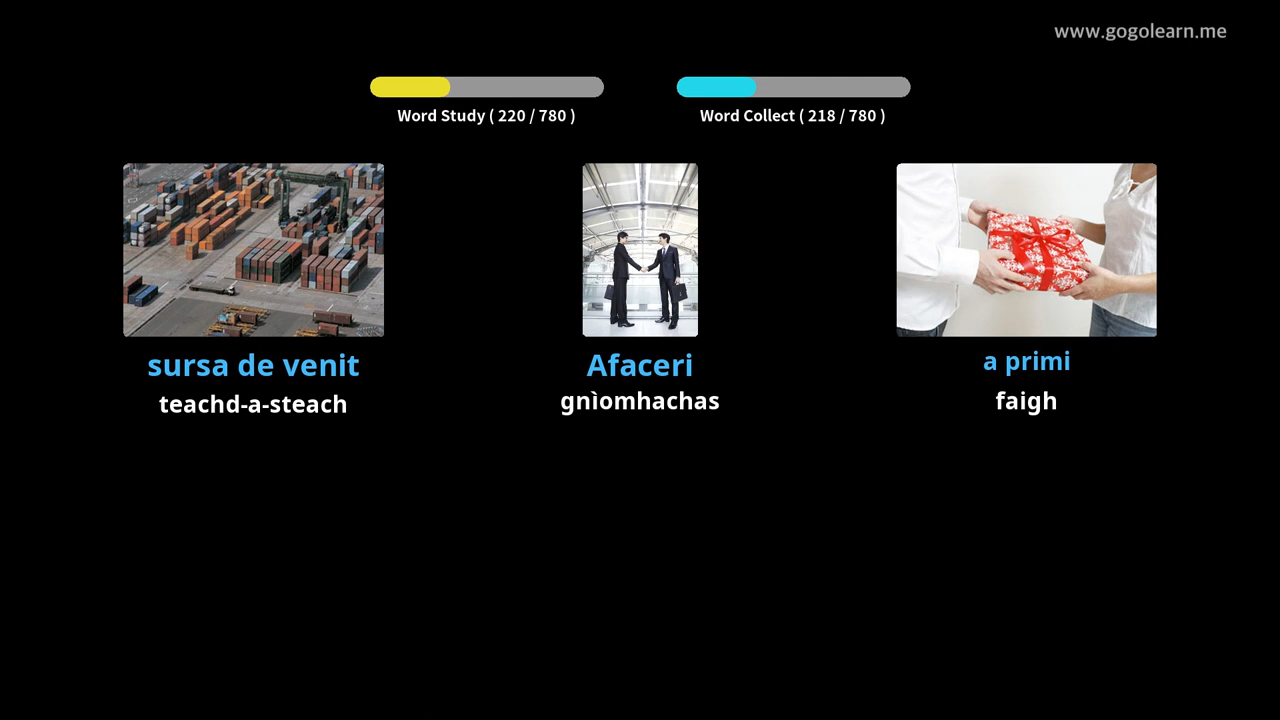 www.gogolearn.me
Word Study ( 220 / 780 )
Word Collect ( 218 / 780 )
sursa de venit
teachd-a-steach
Afaceri
gnìomhachas
a primi
faigh